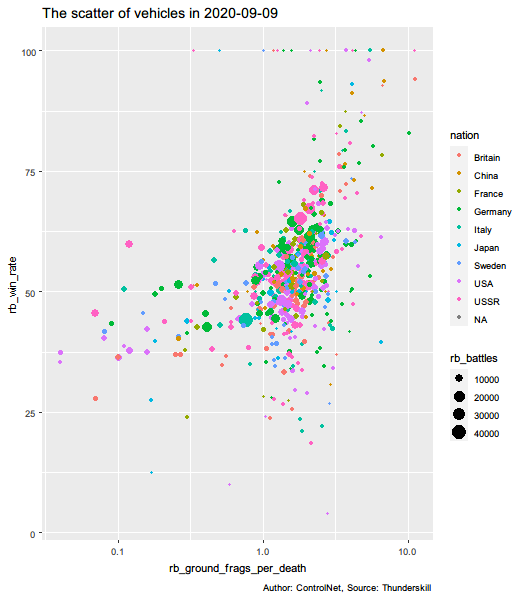 The scatter of vehicles in 2020-09-09
rb_win_rate
100
75
50
25
0
0.1
1.0
10.0
rb_ground_frags_per_death
nation
Britain
China
France
Germany
Italy
Japan
Sweden
USA
USSR
NA
rb_battles
10000
20000
30000
40000
Author: ControlNet, Source: Thunderskill